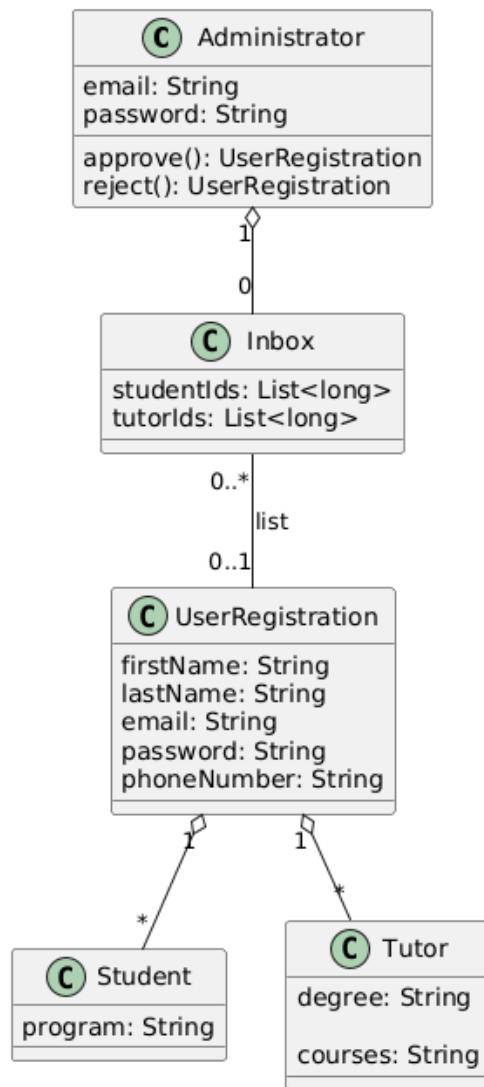 C Administrator
email: String
password: String
approve(): UserRegistration
reject(): UserRegistration
1
0
C Inbox
studentIds: List<long>
tutorIds: List<long>
0..*
list
0..1
C UserRegistration
firstName: String
lastName: String
email: String
password: String
phoneNumber: String
1 1
* *
C Student
program: String
C Tutor
degree: String
courses: String